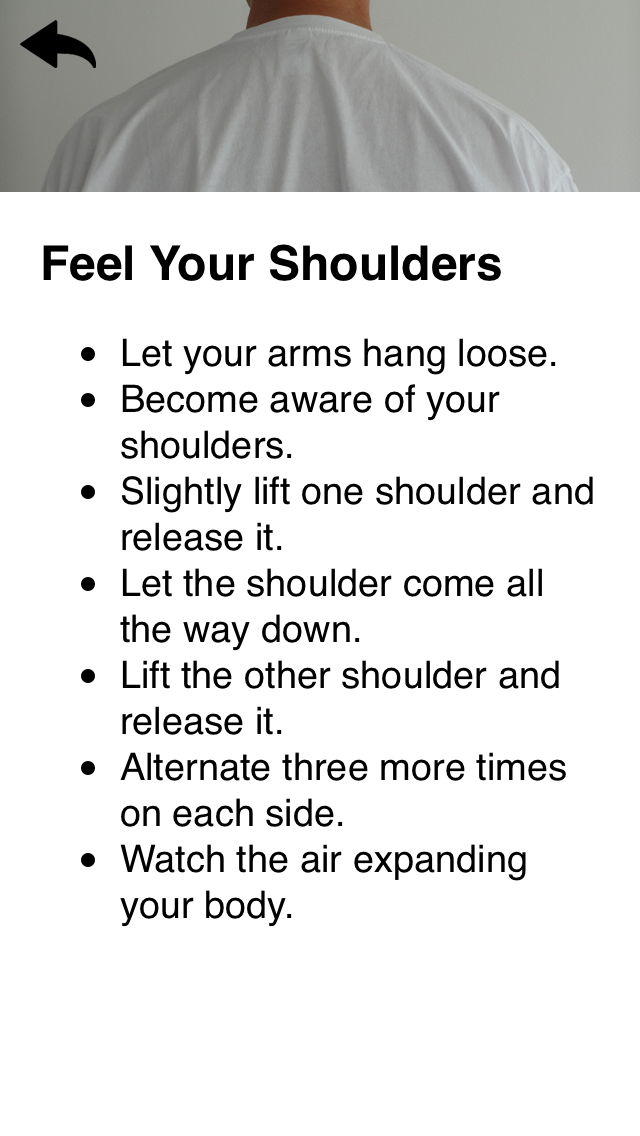 Feel Your Shoulders
• Let your arms hang loose.
• Become aware of your
shoulders.
• Slightly lift one shoulder and
release it.
• Let the shoulder come all
the way down.
• Lift the other shoulder and
release it.
• Alternate three more times
on each side.
• Watch the air expanding
your body.